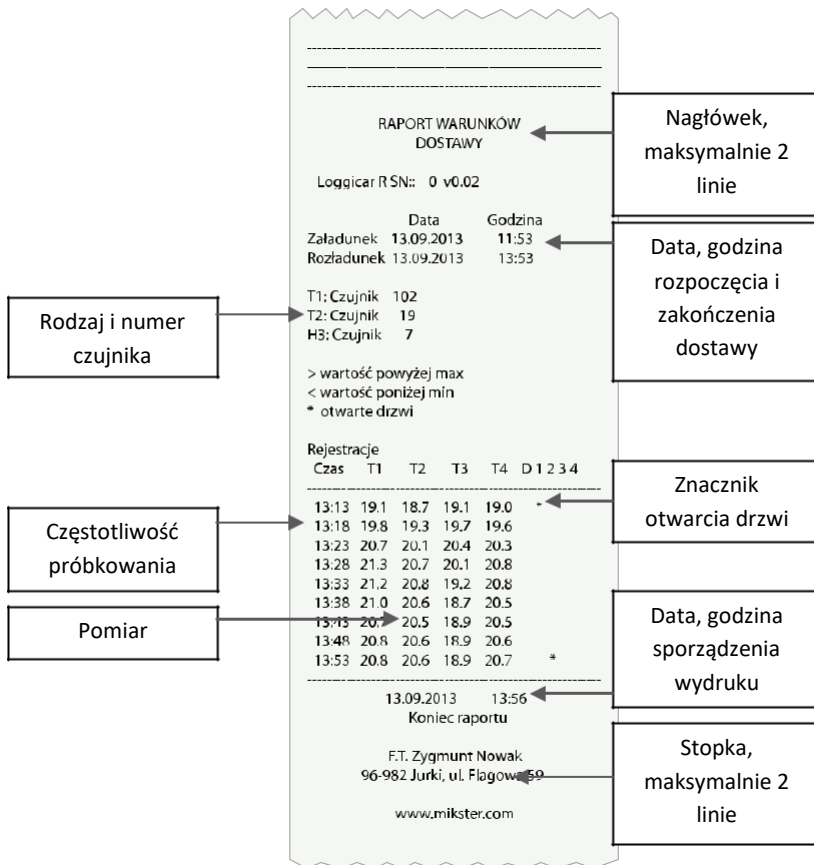 RAPORT WARUNKÓW
DOSTAWY
Loggicar R SN:: 0 v0.02
Data Godzina
Załadunek 13.09.2013 11:53
Rozładunek 13.09.2013 13:53
T1: Czujnik 102
T2: Czujnik 19
H3: Czujnik 7
> wartość powyżej max
< wartość poniżej min
* otwarte drzwi
Rejestracje
Czas T1 T2 T3 T4 D 1 2 3 4
13:13 19.1 18.7 19.1 19.0 *
13:18 19.8 19.3 19.7 19.6
13:23 20.7 20.1 20.4 20.3
13:28 21.3 20.7 20.1 20.8
13:33 21.2 20.8 19.2 20.8
13:38 21.0 20.6 18.7 20.5
13:43 20.5 18.9 20.5
13:48 20.8 20.6 18.9 20.6
13:53 20.8 20.6 18.9 20.7 *
13.09.2013 13:56
Koniec raportu
F.T. Zygmunt Nowak
96-982 Jurki, ul. Flagowa 59
www.mikster.com
Rodzaj i numer
czujnika
Częstotliwość
próbkowania
Pomiar
Nagłówek,
maksymalnie 2
linie
Data, godzina
rozpoczęcia i
zakończenia
dostawy
Znacznik
otwarcia drzwi
Data, godzina
sporządzenia
wydruku
Stopka,
maksymalnie 2
linie